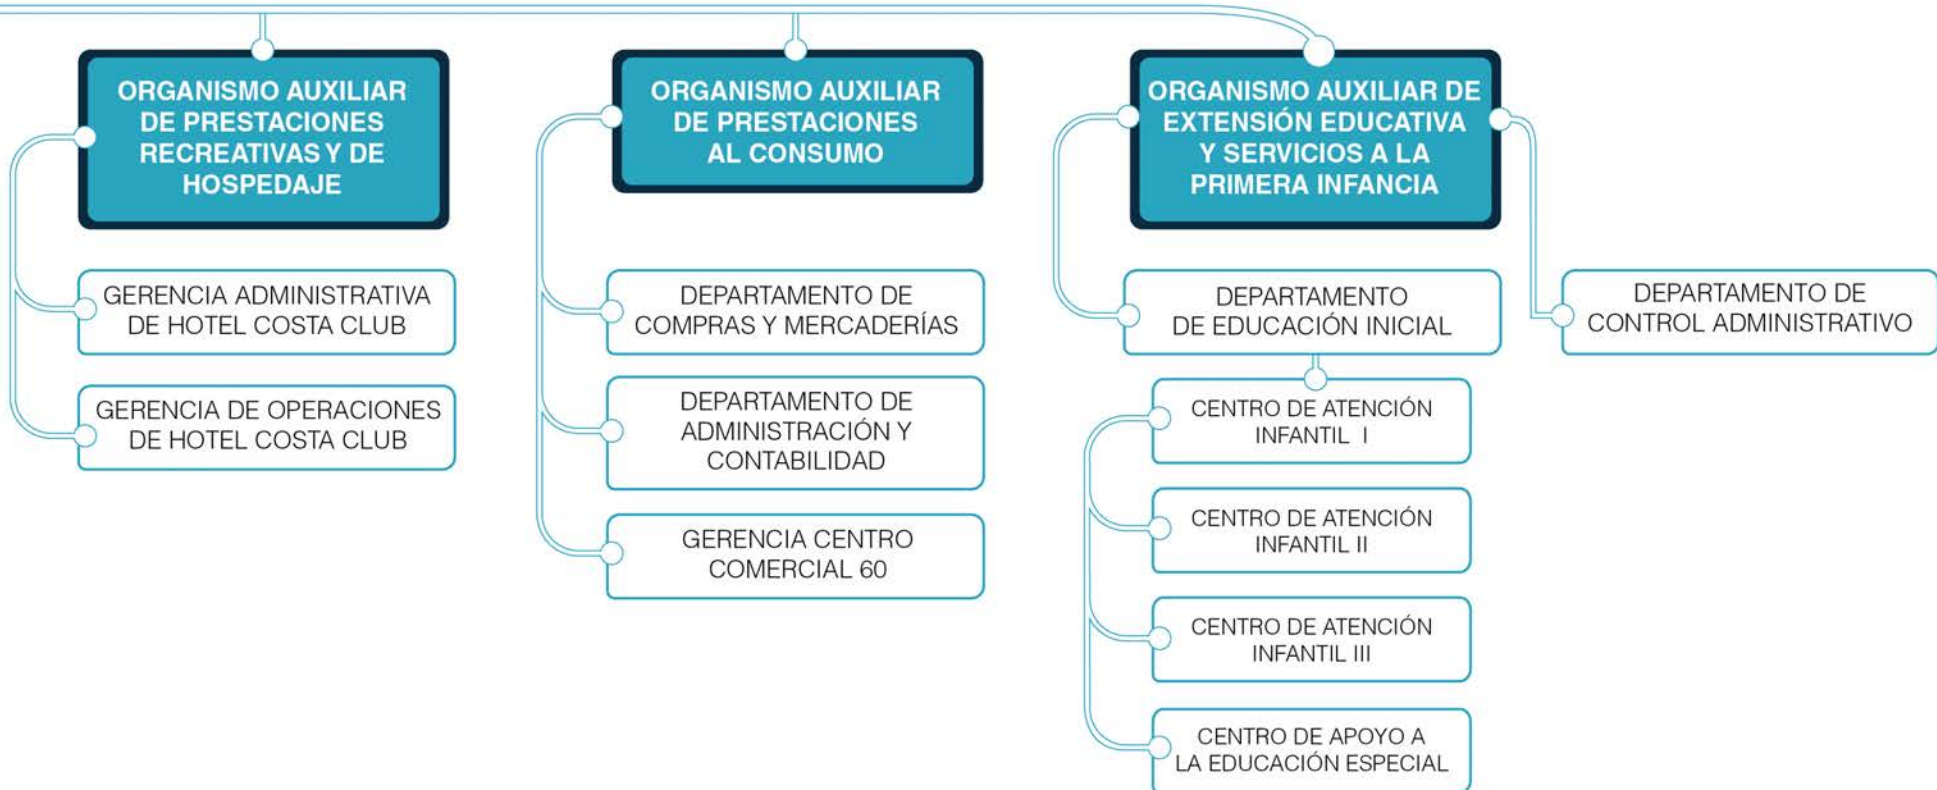 ORGANISMO AUXILIAR
DE PRESTACIONES
RECREATIVAS Y DE
HOSPEDAJE
GERENCIA ADMINISTRATIVA
DE HOTEL COSTA CLUB
GERENCIA DE OPERACIONES
DE HOTEL COSTA CLUB
ORGANISMO AUXILIAR
DE PRESTACIONES
AL CONSUMO
DEPARTAMENTO DE
COMPRAS Y MERCADERÍAS
DEPARTAMENTO DE
ADMINISTRACIÓN Y
CONTABILIDAD
GERENCIA CENTRO
COMERCIAL 60
ORGANISMO AUXILIAR DE
EXTENSIÓN EDUCATIVA
Y SERVICIOS A LA
PRIMERA INFANCIA
DEPARTAMENTO
DE EDUCACIÓN INICIAL
CENTRO DE ATENCIÓN
INFANTIL I
CENTRO DE ATENCIÓN
INFANTIL II
CENTRO DE ATENCIÓN
INFANTIL III
CENTRO DE APOYO A
LA EDUCACIÓN ESPECIAL
DEPARTAMENTO DE
CONTROL ADMINISTRATIVO